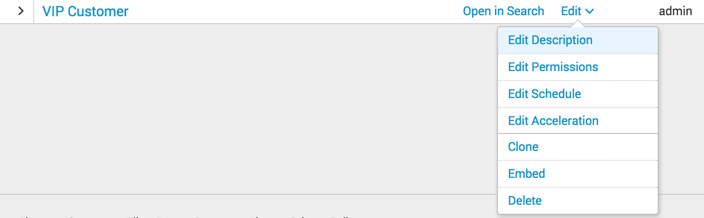 VIP Customer Open in Search Edit admin
Edit Description
Edit Permissions
Edit Schedule
Edit Acceleration
Clone
Embed
Delete